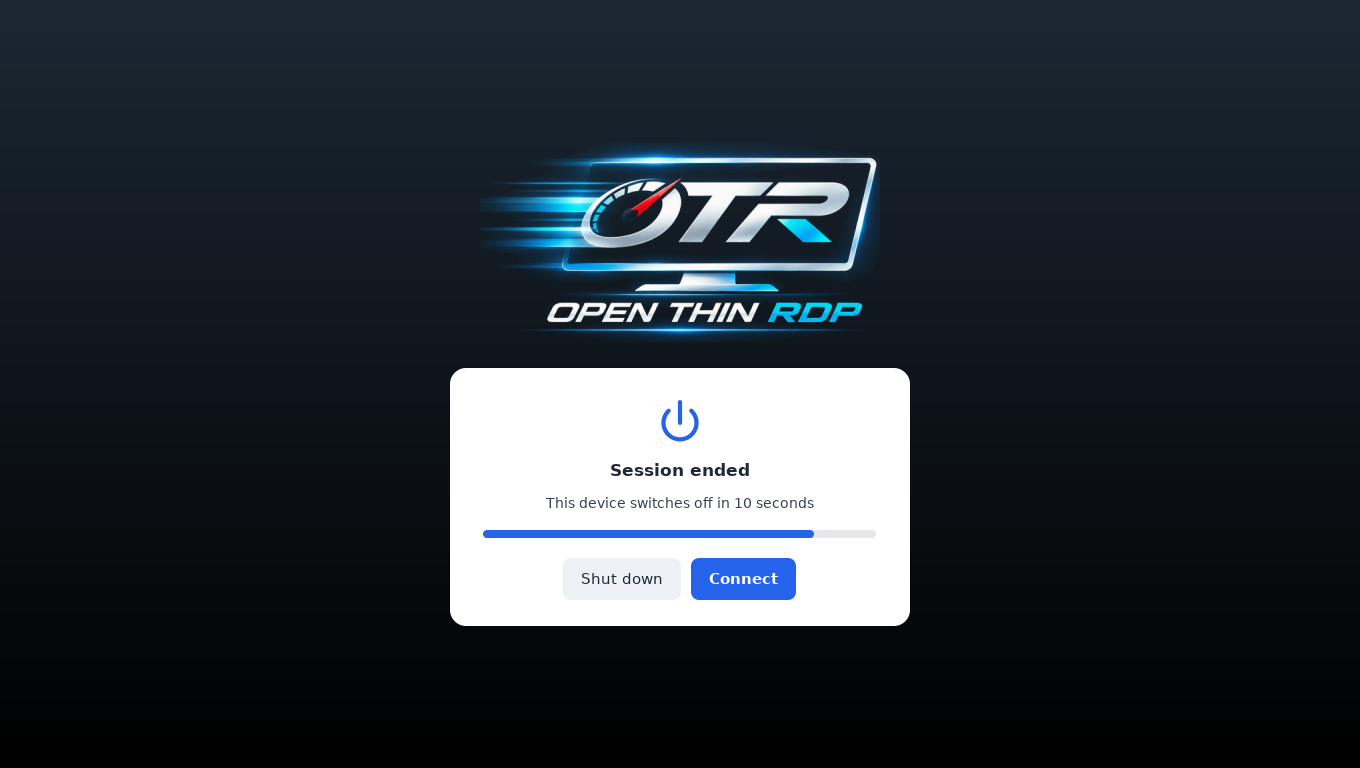 OTR
OPEN THIN RDP
Session ended
This device switches off in 10 seconds
Shut down
Connect